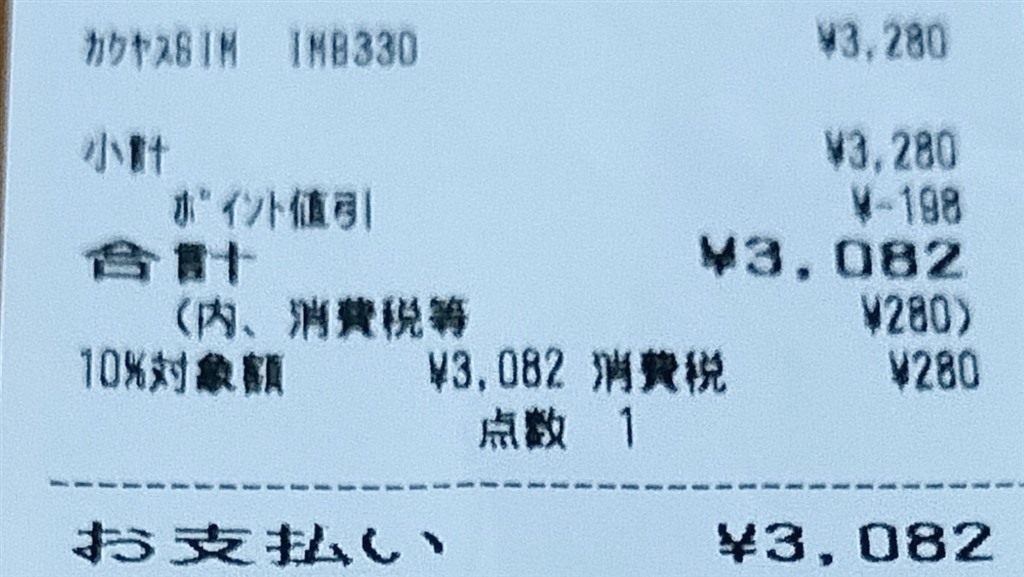 ｶｸﾔｽSIM IMB330 ¥3,280
小計 ¥3,280
ﾎﾟｲﾝﾄ値引 ¥-198
合計 ¥3,082
(内、消費税等 ¥280)
10%対象額 ¥3,082 消費税 ¥280
点数 1
お支払い ¥3,082